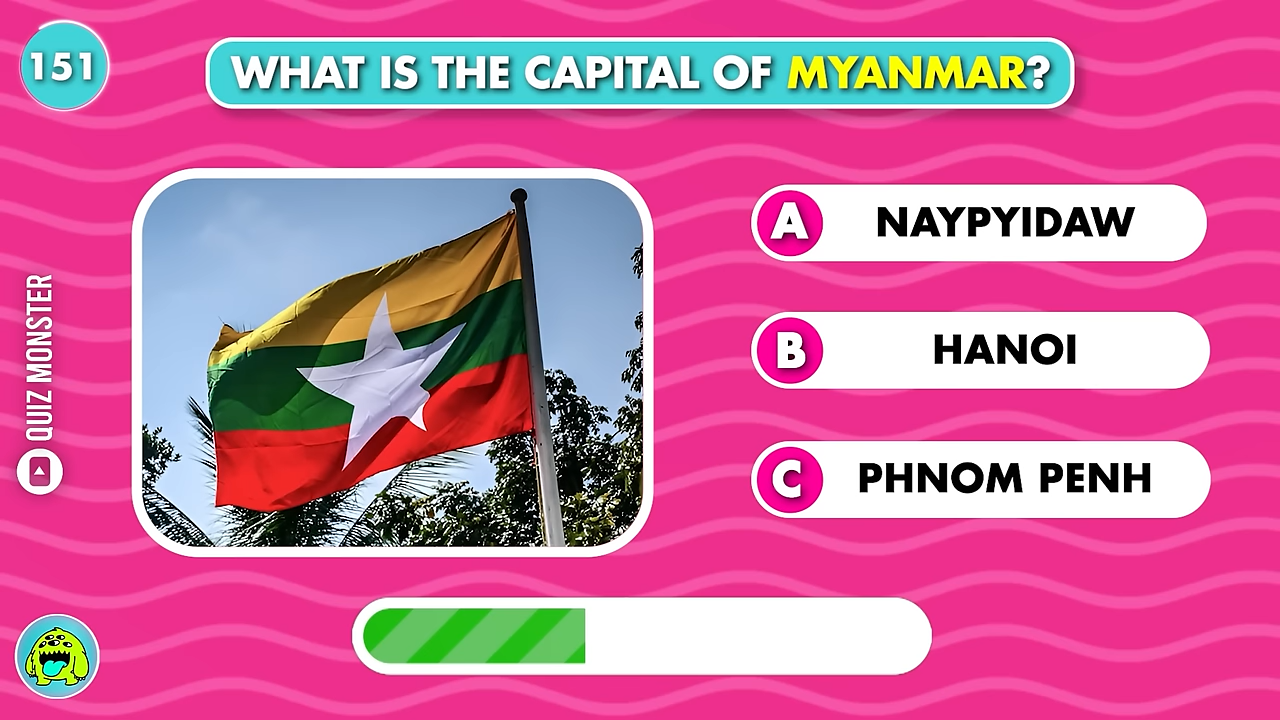 151
WHAT IS THE CAPITAL OF MYANMAR?
QUIZ MONSTER
A NAYPYIDAW
B HANOI
C PHNOM PENH